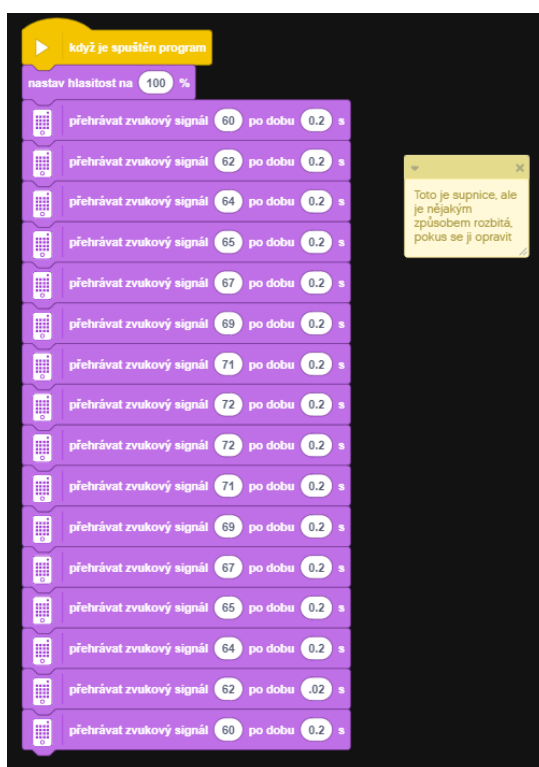 když je spuštěn program
nastav hlasitost na 100 %
přehrávat zvukový signál 60 po dobu 0.2 s
přehrávat zvukový signál 62 po dobu 0.2 s
přehrávat zvukový signál 64 po dobu 0.2 s
přehrávat zvukový signál 65 po dobu 0.2 s
přehrávat zvukový signál 67 po dobu 0.2 s
přehrávat zvukový signál 69 po dobu 0.2 s
přehrávat zvukový signál 71 po dobu 0.2 s
přehrávat zvukový signál 72 po dobu 0.2 s
přehrávat zvukový signál 72 po dobu 0.2 s
přehrávat zvukový signál 71 po dobu 0.2 s
přehrávat zvukový signál 69 po dobu 0.2 s
přehrávat zvukový signál 67 po dobu 0.2 s
přehrávat zvukový signál 65 po dobu 0.2 s
přehrávat zvukový signál 64 po dobu 0.2 s
přehrávat zvukový signál 62 po dobu .02 s
přehrávat zvukový signál 60 po dobu 0.2 s
Toto je supnice, ale
je nějakým
způsobem rozbitá,
pokus se ji opravit